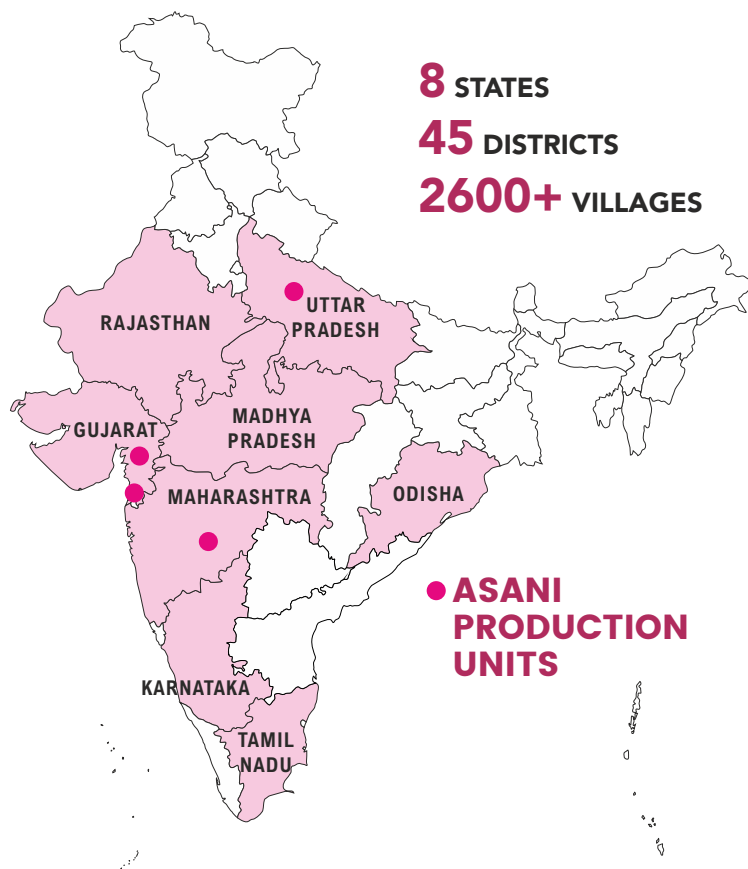 8 STATES
45 DISTRICTS
2600+ VILLAGES
RAJASTHAN
UTTAR
PRADESH
GUJARAT
MADHYA
PRADESH
MAHARASHTRA
ODISHA
ASANI
PRODUCTION
UNITS
KARNATAKA
TAMIL
NADU